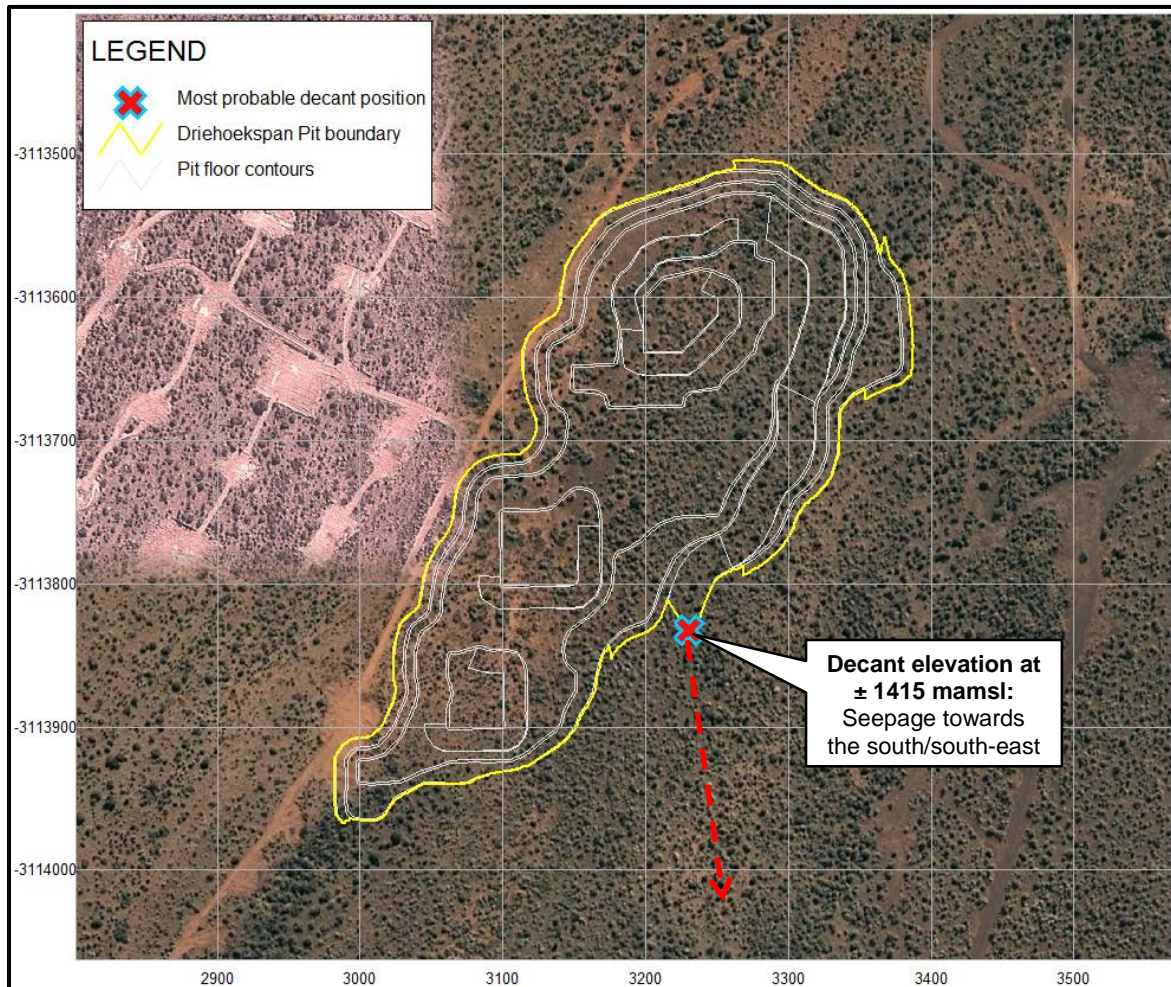 LEGEND
Most probable decant position
Driehoekspan Pit boundary
Pit floor contours
-3113500
-3113600
-3113700
-3113800
-3113900
-3114000
Decant elevation at
± 1415 mamsl:
Seepage towards
the south/south-east
2900
3000
3100
3200
3300
3400
3500